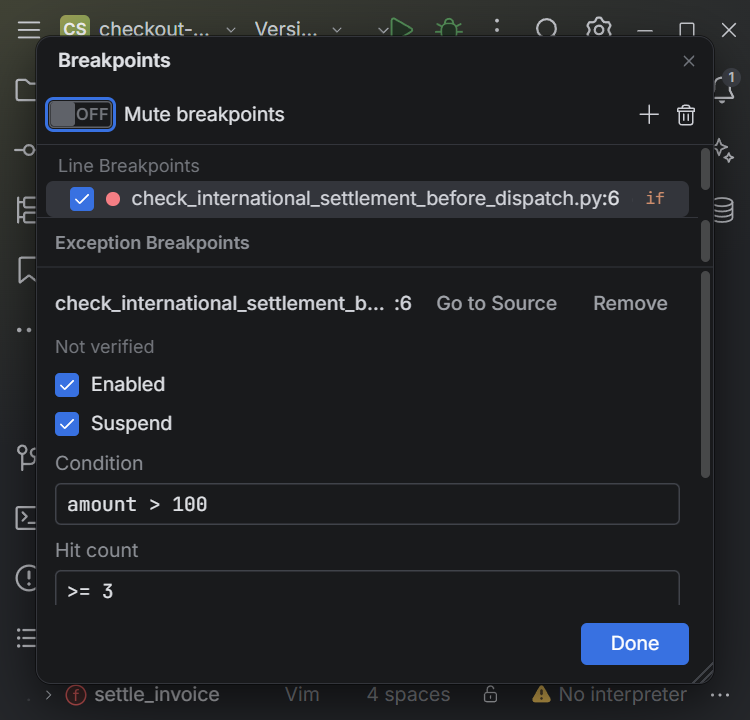 CS checkout-... Versi...
Breakpoints
1
OFF Mute breakpoints
Line Breakpoints
check_international_settlement_before_dispatch.py:6 if
Exception Breakpoints
check_international_settlement_b... :6 Go to Source Remove
Not verified
Enabled
Suspend
Condition
amount > 100
Hit count
>= 3
Done
f settle_invoice Vim 4 spaces No interpreter